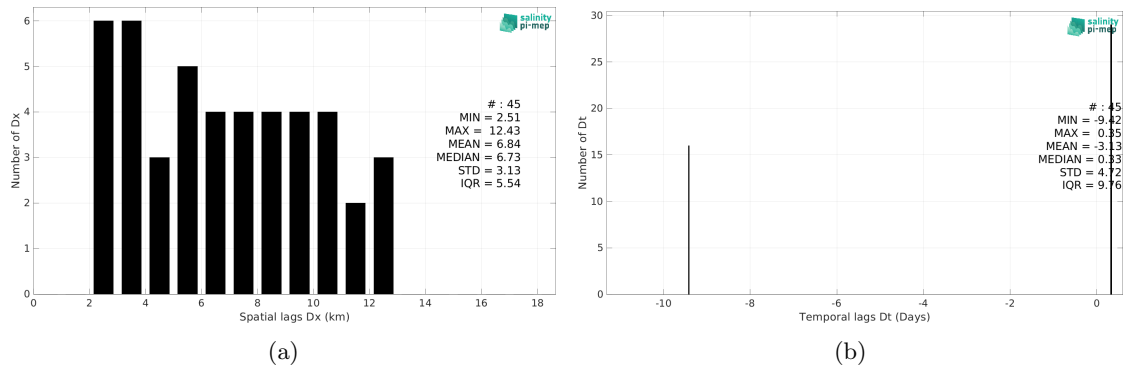 6
5
4
3
2
1
0
Number of Dx
0 2 4 6 8 10 12 14 16 18
Spatial lags Dx (km)
salinity
pi-mep
# : 45
MIN = 2.51
MAX = 12.43
MEAN = 6.84
MEDIAN = 6.73
STD = 3.13
IQR = 5.54
(a)
30
25
20
15
10
5
0
Number of Dt
-10 -8 -6 -4 -2 0
Temporal lags Dt (Days)
salinity
pi-mep
# : 45
MIN = -9.42
MAX = 0.35
MEAN = -3.13
MEDIAN = 0.33
STD = 4.72
IQR = 9.76
(b)